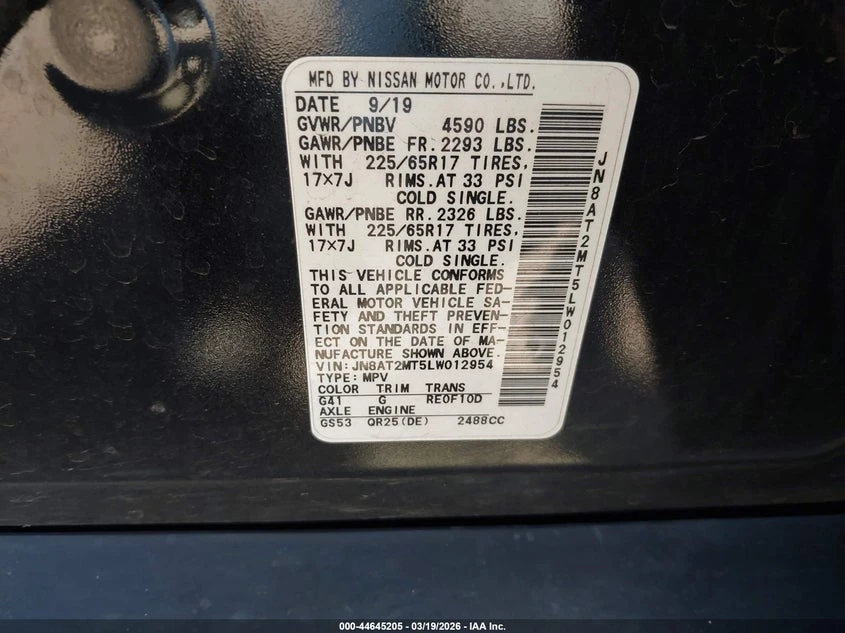 MFD BY NISSAN MOTOR CO.,LTD.
DATE 9/19
GVWR/PNBV 4590 LBS.
GAWR/PNBE FR. 2293 LBS.
WITH 225/65R17 TIRES,
17×7J RIMS.AT 33 PSI
COLD SINGLE.
GAWR/PNBE RR. 2326 LBS.
WITH 225/65R17 TIRES,
17×7J RIMS.AT 33 PSI
COLD SINGLE.
THIS VEHICLE CONFORMS
TO ALL APPLICABLE FED-
ERAL MOTOR VEHICLE SA-
FETY AND THEFT PREVEN-
TION STANDARDS IN EFF-
ECT ON THE DATE OF MA-
NUFACTURE SHOWN ABOVE.
VIN:JN8AT2MT5LW012954
TYPE: MPV
COLOR TRIM TRANS
G41 G RE0F10D
AXLE ENGINE
GS53 QR25(DE) 2488CC
JN8AT2MT5LW012954
000-44645205 - 03/19/2026 - IAA Inc.